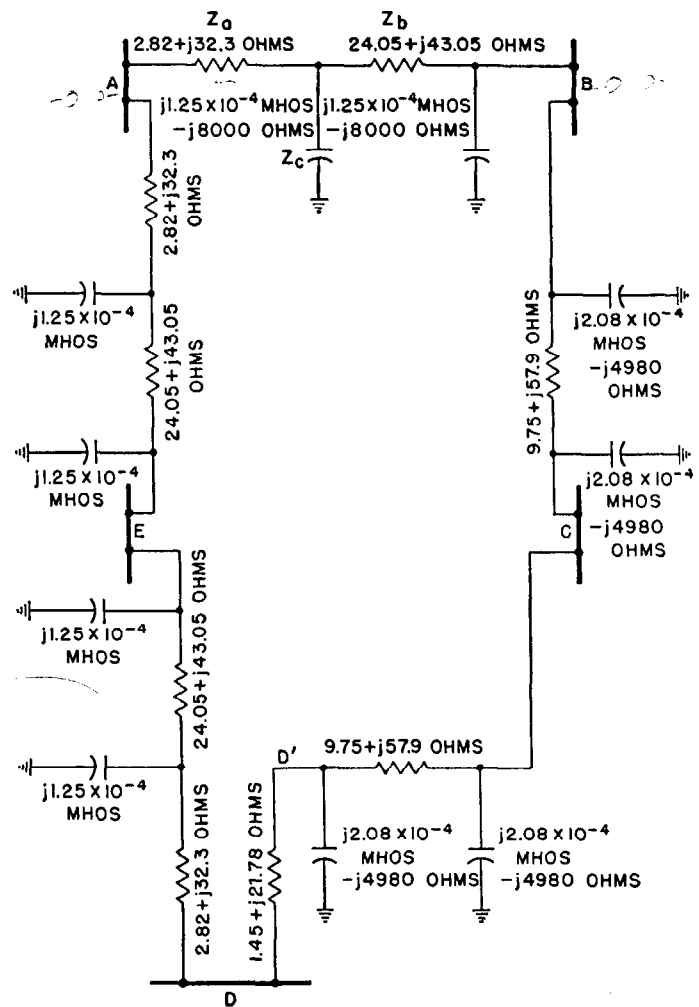 Za
2.82+j32.3 OHMS
Zb
24.05+j43.05 OHMS
A
B
j1.25x10-4 MHOS
-j8000 OHMS
Zc
j1.25x10-4 MHOS
-j8000 OHMS
2.82+j32.3
OHMS
j1.25x10-4
MHOS
24.05+j43.05
OHMS
j1.25x10-4
MHOS
9.75+j57.9 OHMS
j2.08x10-4
MHOS
-j4980
OHMS
j2.08x10-4
MHOS
-j4980
OHMS
E
C
j1.25x10-4
MHOS
24.05+j43.05 OHMS
j1.25x10-4
MHOS
2.82+j32.3 OHMS
D'
9.75+j57.9 OHMS
1.45+j21.78 OHMS
j2.08x10-4
MHOS
-j4980 OHMS
j2.08x10-4
MHOS
-j4980 OHMS
D